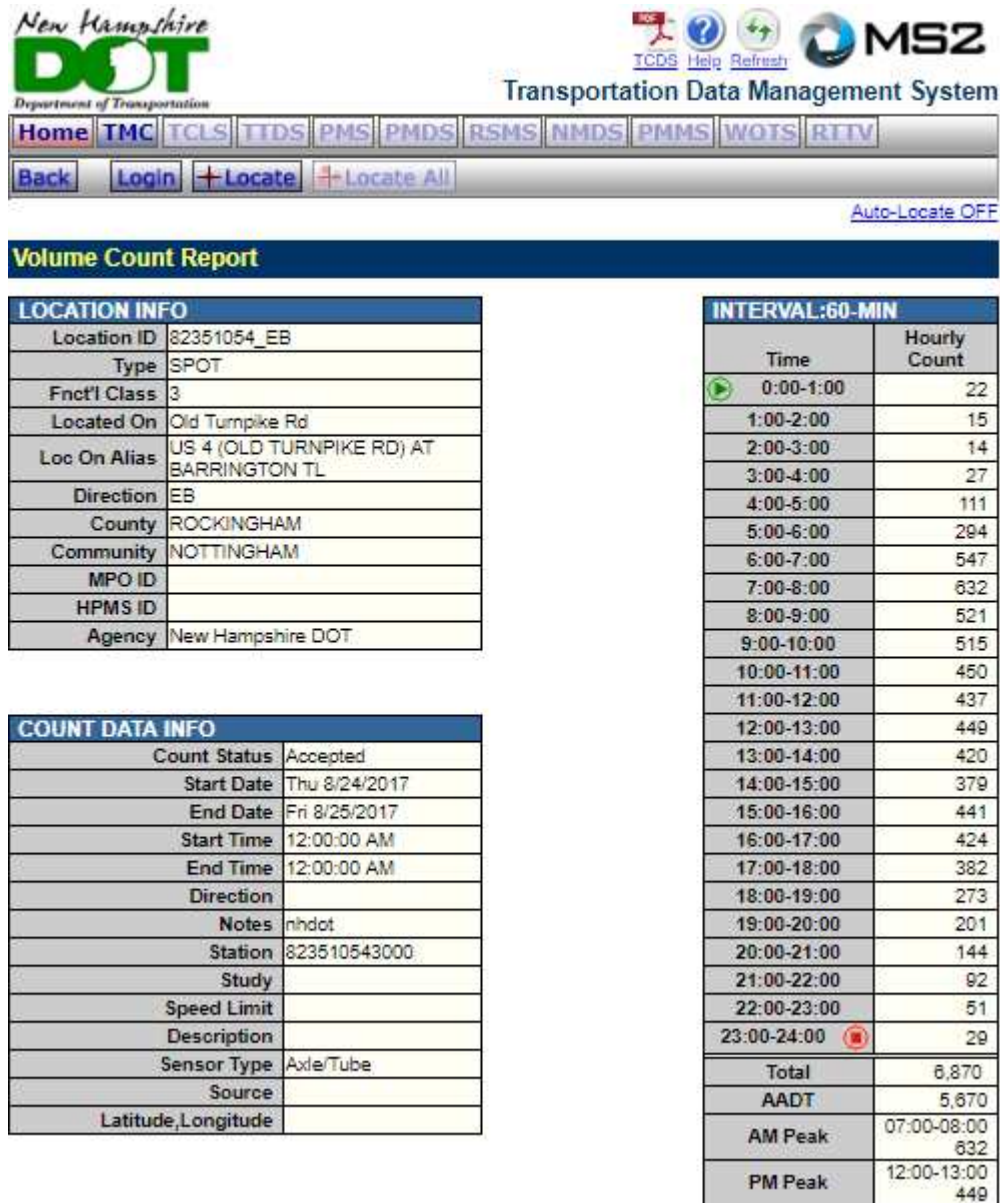 New Hampshire
DOT
Department of Transportation
PDF
TCDS Help Refresh
MS2
Transportation Data Management System
Home TMC TCLS TTDS PMS PMDS RSMS NMDS PMMS WOTS RTTV
Back Login Locate Locate All
Auto-Locate OFF
Volume Count Report
LOCATION INFO
Location ID 82351054_EB
Type SPOT
Fnct'l Class 3
Located On Old Turnpike Rd
Loc On Alias US 4 (OLD TURNPIKE RD) AT
BARRINGTON TL
Direction EB
County ROCKINGHAM
Community NOTTINGHAM
MPO ID
HPMS ID
Agency New Hampshire DOT
COUNT DATA INFO
Count Status Accepted
Start Date Thu 8/24/2017
End Date Fri 8/25/2017
Start Time 12:00:00 AM
End Time 12:00:00 AM
Direction
Notes nhdot
Station 823510543000
Study
Speed Limit
Description
Sensor Type Axle/Tube
Source
Latitude,Longitude
INTERVAL:60-MIN
Time Hourly
Count
0:00-1:00 22
1:00-2:00 15
2:00-3:00 14
3:00-4:00 27
4:00-5:00 111
5:00-6:00 294
6:00-7:00 547
7:00-8:00 632
8:00-9:00 521
9:00-10:00 515
10:00-11:00 450
11:00-12:00 437
12:00-13:00 449
13:00-14:00 420
14:00-15:00 379
15:00-16:00 441
16:00-17:00 424
17:00-18:00 382
18:00-19:00 273
19:00-20:00 201
20:00-21:00 144
21:00-22:00 92
22:00-23:00 51
23:00-24:00 29
Total 6,870
AADT 5,670
AM Peak 07:00-08:00
632
PM Peak 12:00-13:00
449